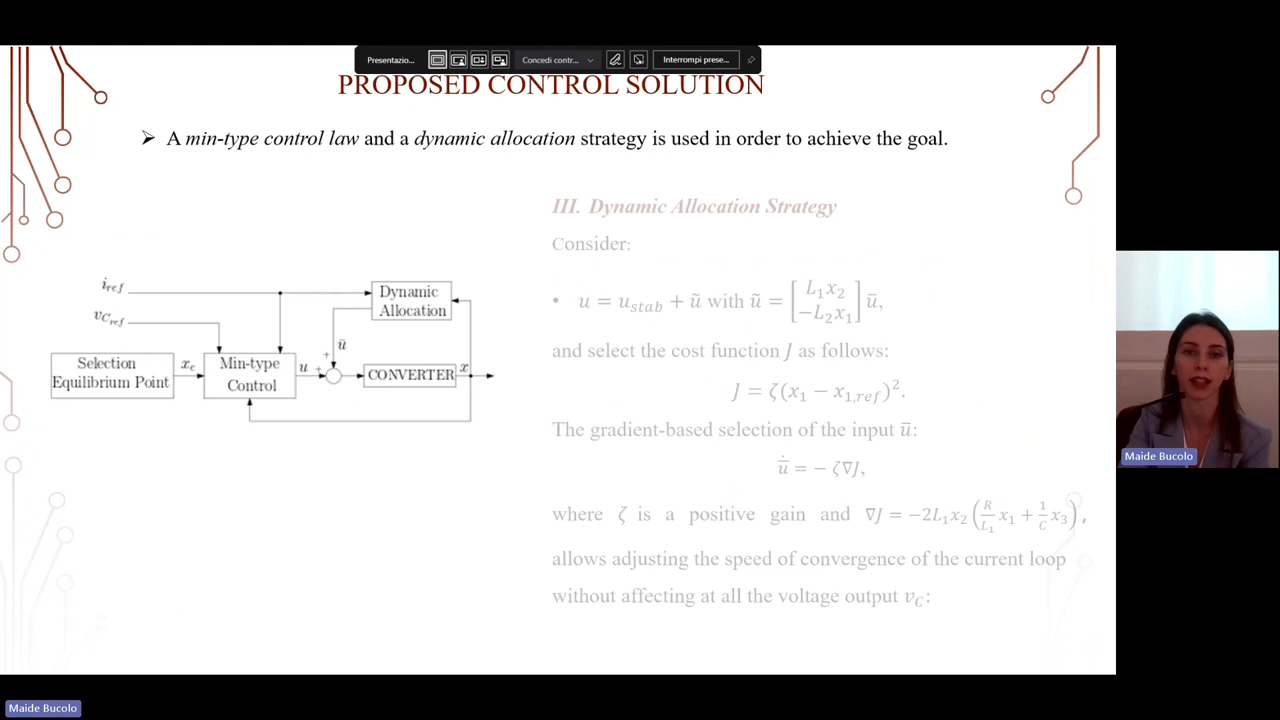 Presentazio...
Concedi contr...
Interrompi prese...
PROPOSED CONTROL SOLUTION
➢ A min-type control law and a dynamic allocation strategy is used in order to achieve the goal.
i_ref
v_C_ref
Selection
Equilibrium Point
x_e
Min-type
Control
u
+
+
ū
Dynamic
Allocation
CONVERTER
x
III. Dynamic Allocation Strategy
Consider:
• u = u_stab + ũ with ũ = [L₁x₂; −L₂x₁] ū,
and select the cost function J as follows:
J = ζ(x₁ − x₁,ref)².
The gradient-based selection of the input ū:
ū̇ = − ζ∇J,
where ζ is a positive gain and ∇J = −2L₁x₂ (R/L₁ x₁ + 1/C x₃),
allows adjusting the speed of convergence of the current loop
without affecting at all the voltage output v_C:
Maide Bucolo
Maide Bucolo